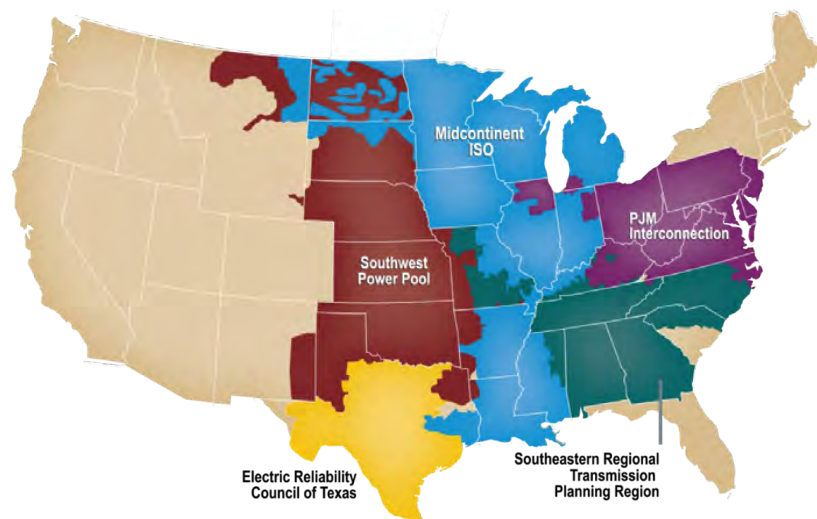 Midcontinent
ISO
PJM
Interconnection
Southwest
Power Pool
Electric Reliability
Council of Texas
Southeastern Regional
Transmission
Planning Region